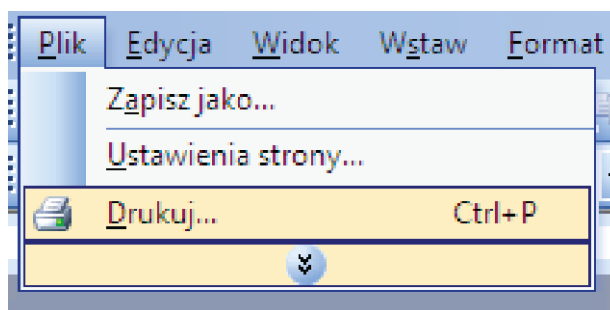 Plik Edycja Widok Wstaw Format
Zapisz jako...
Ustawienia strony...
Drukuj... Ctrl+P